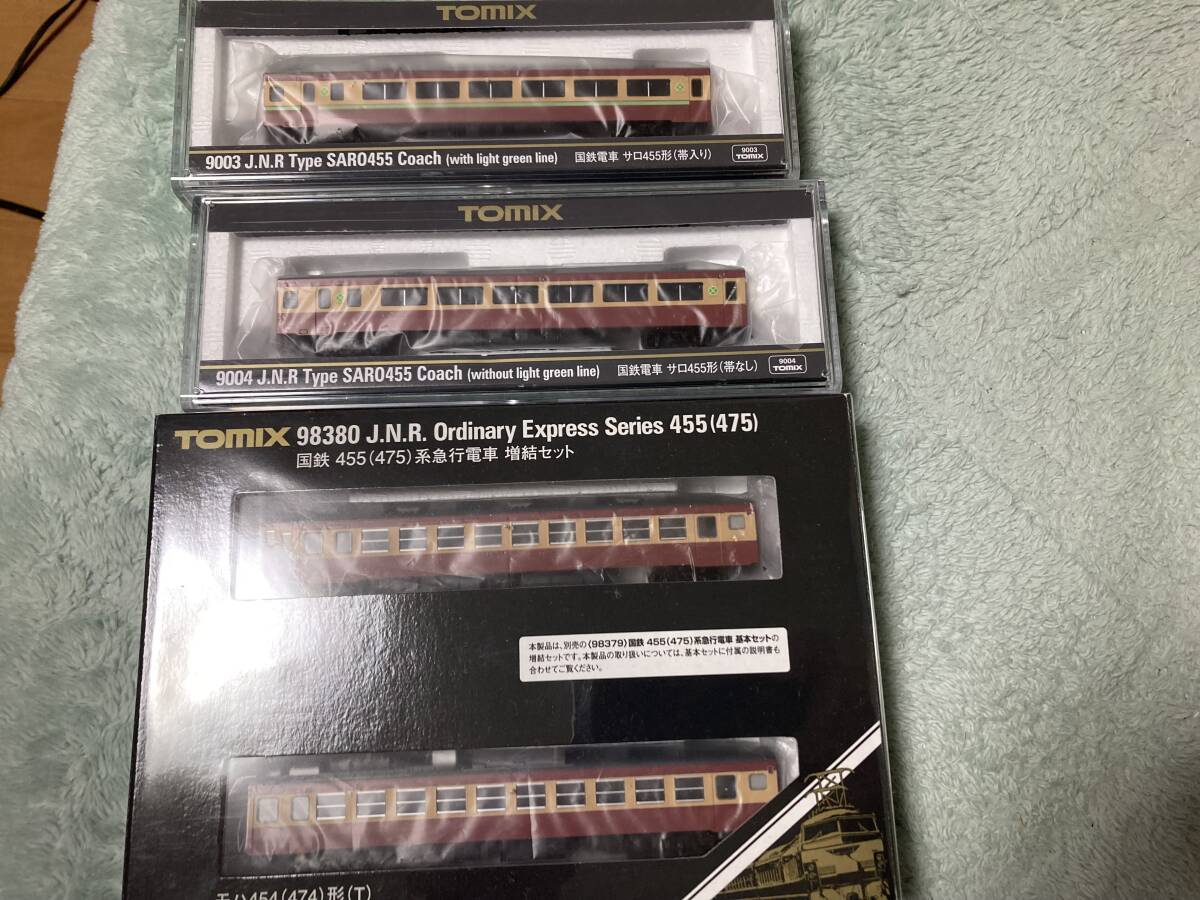 TOMIX
9003 J.N.R Type SARO455 Coach (with light green line) 国鉄電車 サロ455形(帯入り)
9003
TOMIX
TOMIX
9004 J.N.R Type SARO455 Coach (without light green line) 国鉄電車 サロ455形(帯なし)
9004
TOMIX
TOMIX 98380 J.N.R. Ordinary Express Series 455(475)
国鉄 455(475)系急行電車 増結セット
本製品は、別売の〈98379〉国鉄 455(475)系急行電車 基本セットの
増結セットです。本製品の取り扱いについては、基本セットに付属の説明書も
合わせてご覧ください。
モハ454(474)形(T)